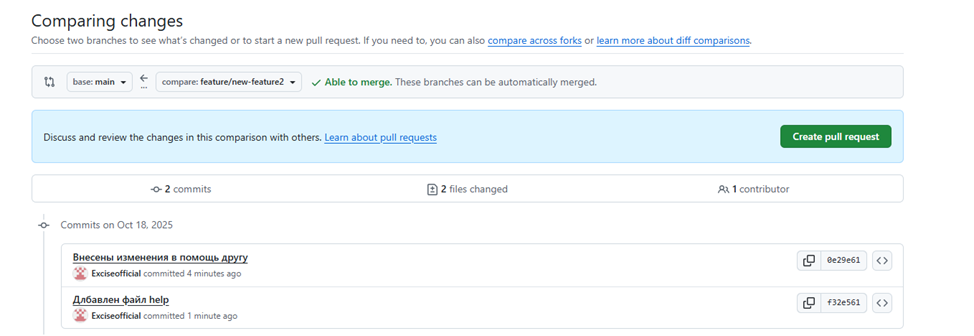 Comparing changes
Choose two branches to see what's changed or to start a new pull request. If you need to, you can also compare across forks or learn more about diff comparisons.
base: main ← ... compare: feature/new-feature2 ✓ Able to merge. These branches can be automatically merged.
Discuss and review the changes in this comparison with others. Learn about pull requests Create pull request
2 commits 2 files changed 1 contributor
Commits on Oct 18, 2025
Внесены изменения в помощь другу 0e29e61 <>
Exciseofficial committed 4 minutes ago
Длбавлен файл help f32e561 <>
Exciseofficial committed 1 minute ago